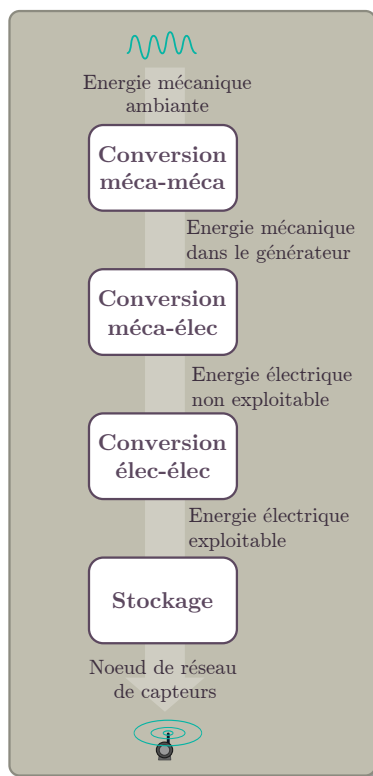 Energie mécanique
ambiante
Conversion
méca-méca
Energie mécanique
dans le générateur
Conversion
méca-élec
Energie électrique
non exploitable
Conversion
élec-élec
Energie électrique
exploitable
Stockage
Noeud de réseau
de capteurs